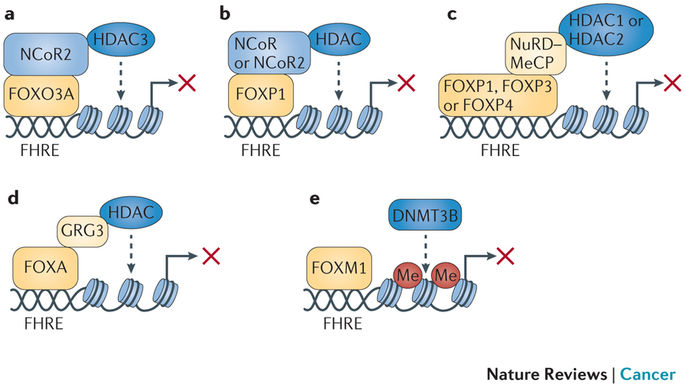 a
NCoR2
HDAC3
FOXO3A
FHRE
b
NCoR
or NCoR2
HDAC
FOXP1
FHRE
c
HDAC1 or
HDAC2
NuRD–
MeCP
FOXP1, FOXP3
or FOXP4
FHRE
d
HDAC
GRG3
FOXA
FHRE
e
DNMT3B
FOXM1
Me
Me
FHRE
Nature Reviews | Cancer